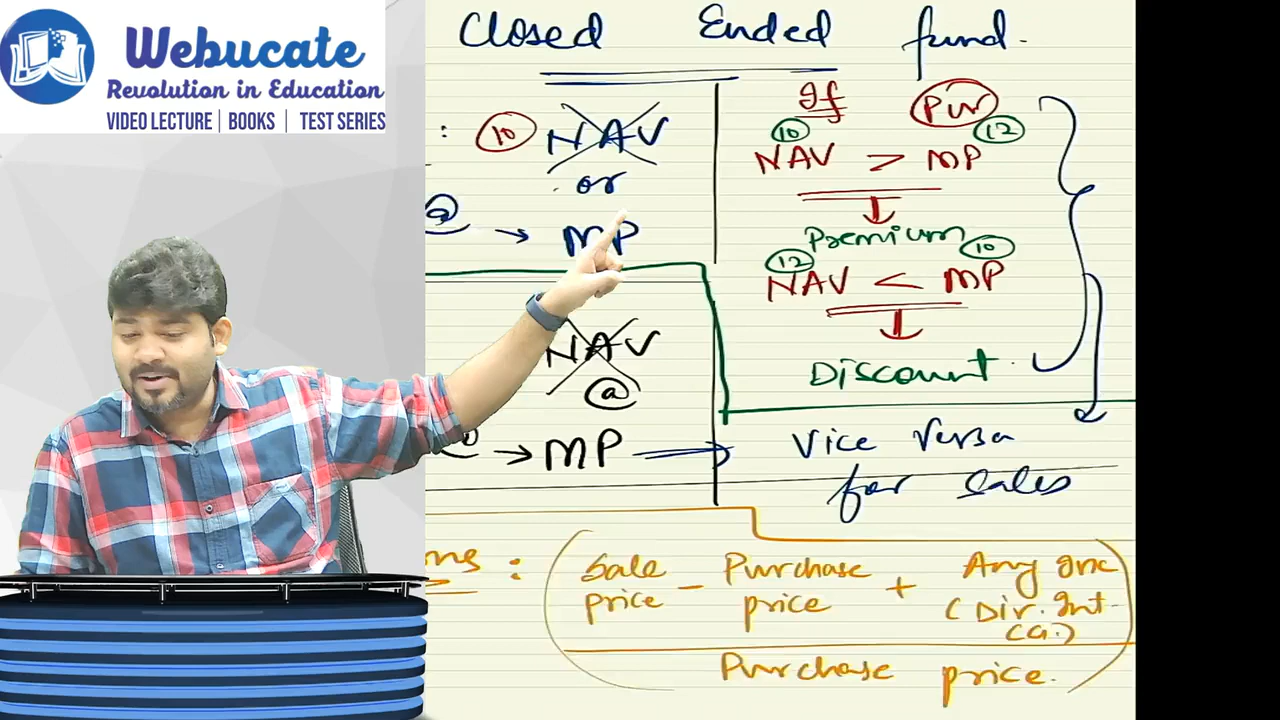 Webucate
Revolution in Education
VIDEO LECTURE | BOOKS | TEST SERIES
Closed Ended fund.
: 10 NAV
or
@ → MP
If Pur
10 12
NAV > MP
Premium
12 10
NAV < MP
Discount
NAV
@
→ MP
Vice Versa
for Sales
:
Sale price - Purchase price + Any Inc
(Div. Int
CG.)
Purchase price.